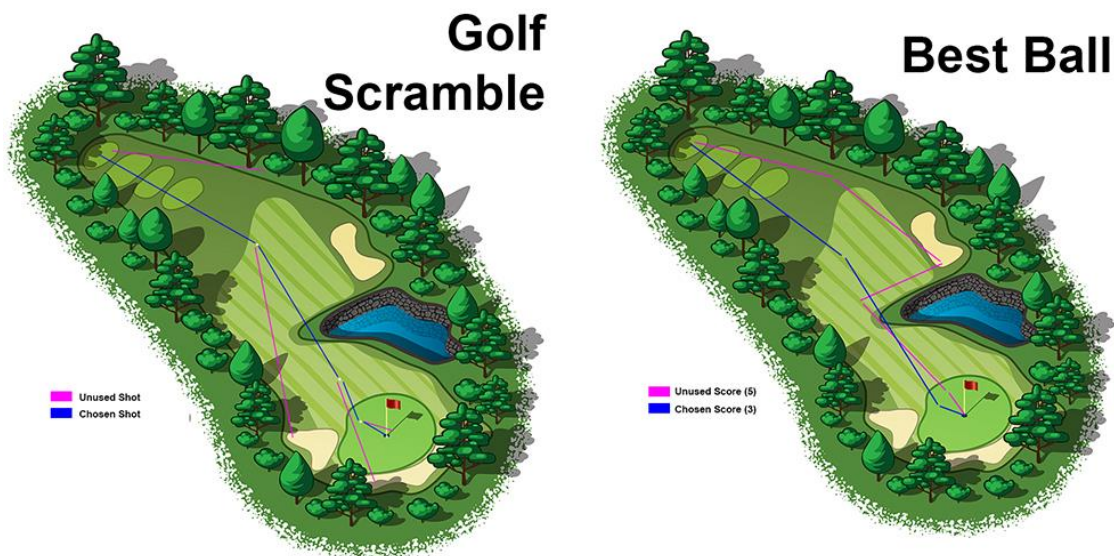 Golf
Scramble
Unused Shot
Chosen Shot
Best Ball
Unused Score (5)
Chosen Score (3)